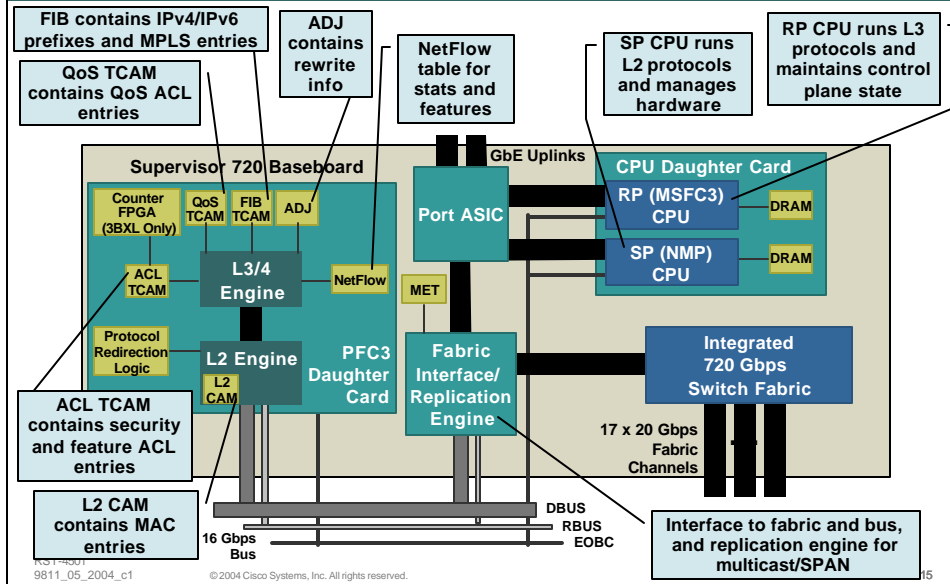 FIB contains IPv4/IPv6
prefixes and MPLS entries
ADJ
contains
rewrite
info
NetFlow
table for
stats and
features
SP CPU runs
L2 protocols
and manages
hardware
RP CPU runs L3
protocols and
maintains control
plane state
QoS TCAM
contains QoS ACL
entries
Supervisor 720 Baseboard
GbE Uplinks
CPU Daughter Card
Counter
FPGA
(3BXL Only)
QoS
TCAM
FIB
TCAM
ADJ
Port ASIC
RP (MSFC3)
CPU
DRAM
SP (NMP)
CPU
DRAM
ACL
TCAM
L3/4
Engine
NetFlow
MET
Protocol
Redirection
Logic
L2 Engine
L2
CAM
PFC3
Daughter
Card
Fabric
Interface/
Replication
Engine
Integrated
720 Gbps
Switch Fabric
ACL TCAM
contains security
and feature ACL
entries
17 x 20 Gbps
Fabric
Channels
L2 CAM
contains MAC
entries
16 Gbps
Bus
DBUS
RBUS
EOBC
Interface to fabric and bus,
and replication engine for
multicast/SPAN
RST-4501
9811_05_2004_c1
© 2004 Cisco Systems, Inc. All rights reserved.
15